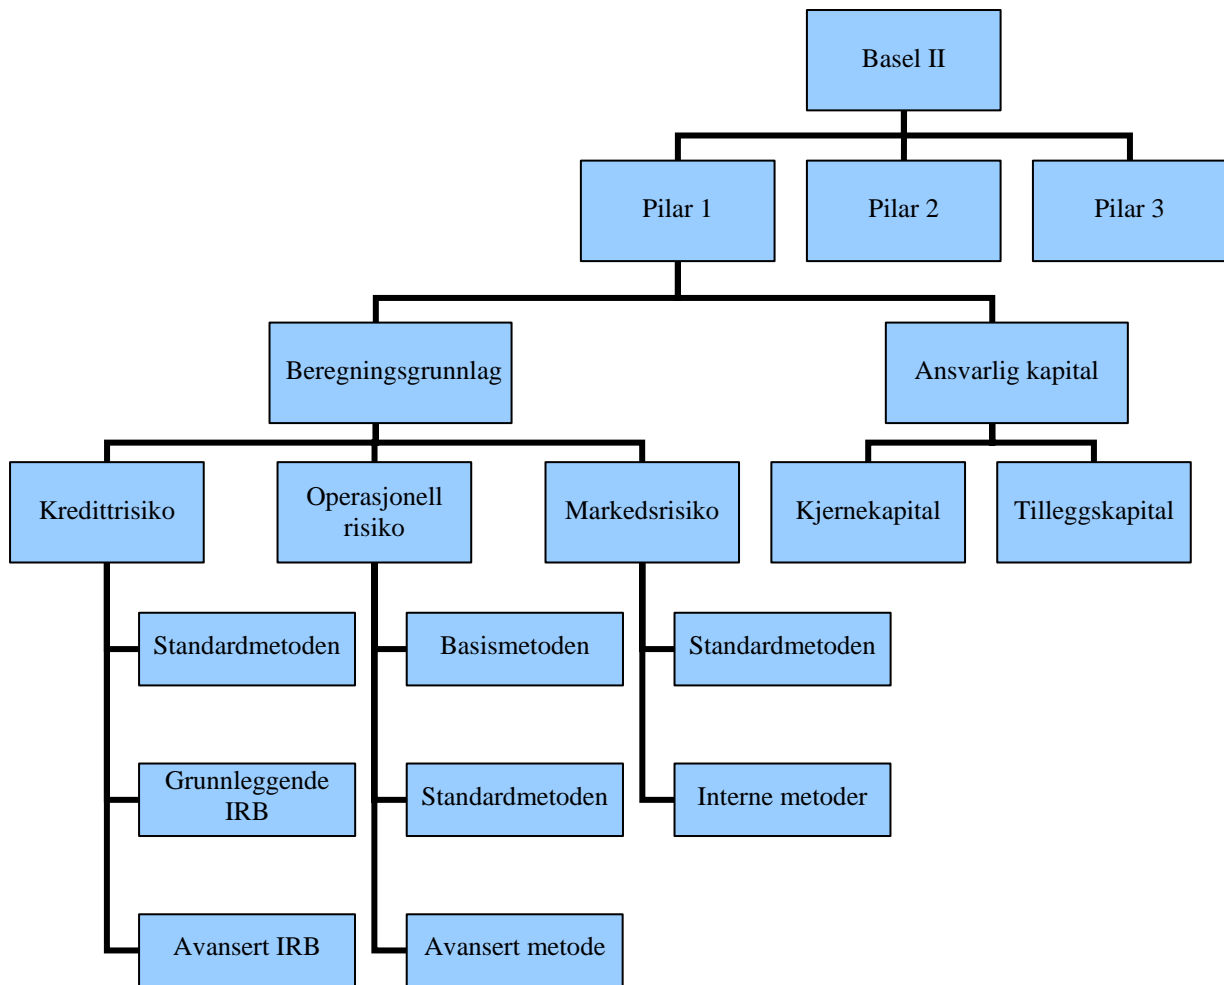 Basel II
Pilar 1
Pilar 2
Pilar 3
Beregningsgrunnlag
Ansvarlig kapital
Kredittrisiko
Operasjonell
risiko
Markedsrisiko
Kjernekapital
Tilleggskapital
Standardmetoden
Basismetoden
Standardmetoden
Grunnleggende
IRB
Standardmetoden
Interne metoder
Avansert IRB
Avansert metode